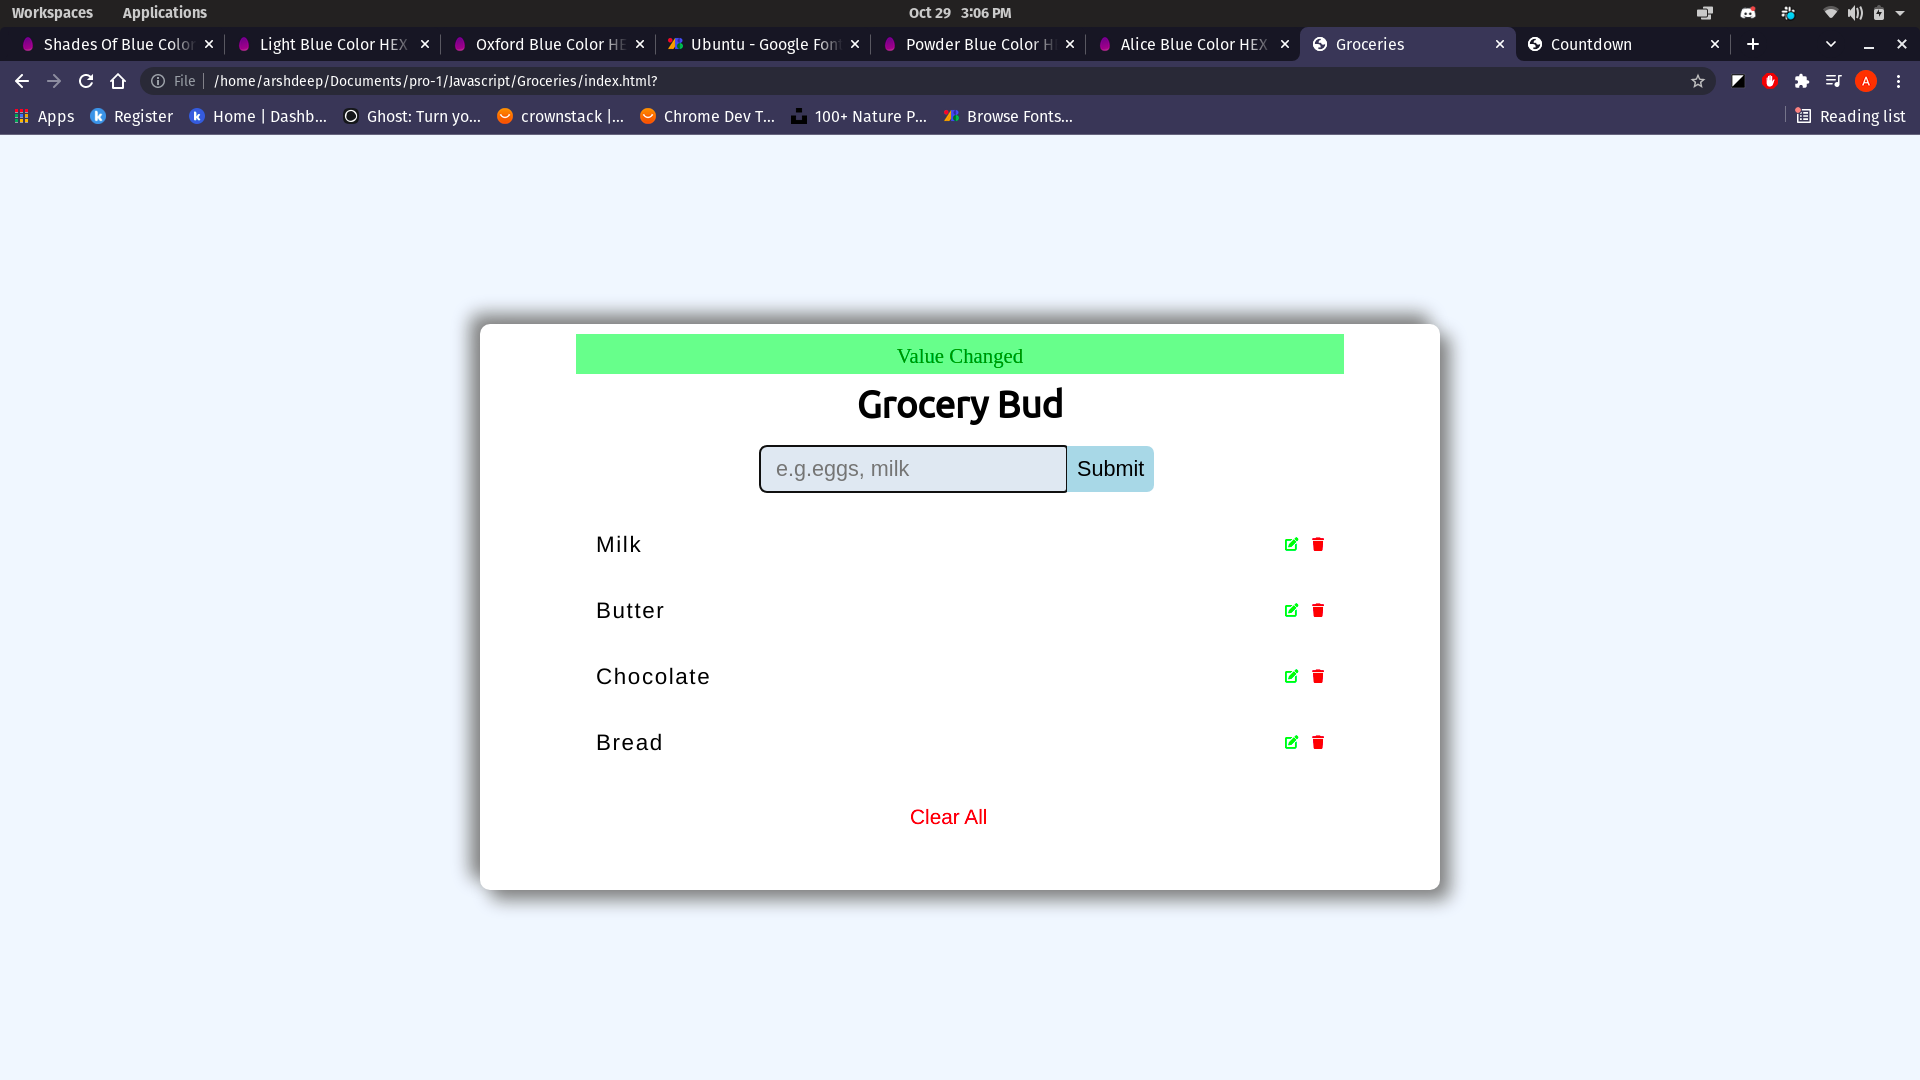 Workspaces Applications Oct 29 3:06 PM
Shades Of Blue Color Light Blue Color HEX Oxford Blue Color HE Ubuntu - Google Font Powder Blue Color H Alice Blue Color HEX Groceries Countdown
File /home/arshdeep/Documents/pro-1/Javascript/Groceries/index.html? A
Apps Register Home | Dashb... Ghost: Turn yo... crownstack |... Chrome Dev T... 100+ Nature P... Browse Fonts... Reading list
Value Changed
Grocery Bud
e.g.eggs, milk Submit
Milk
Butter
Chocolate
Bread
Clear All